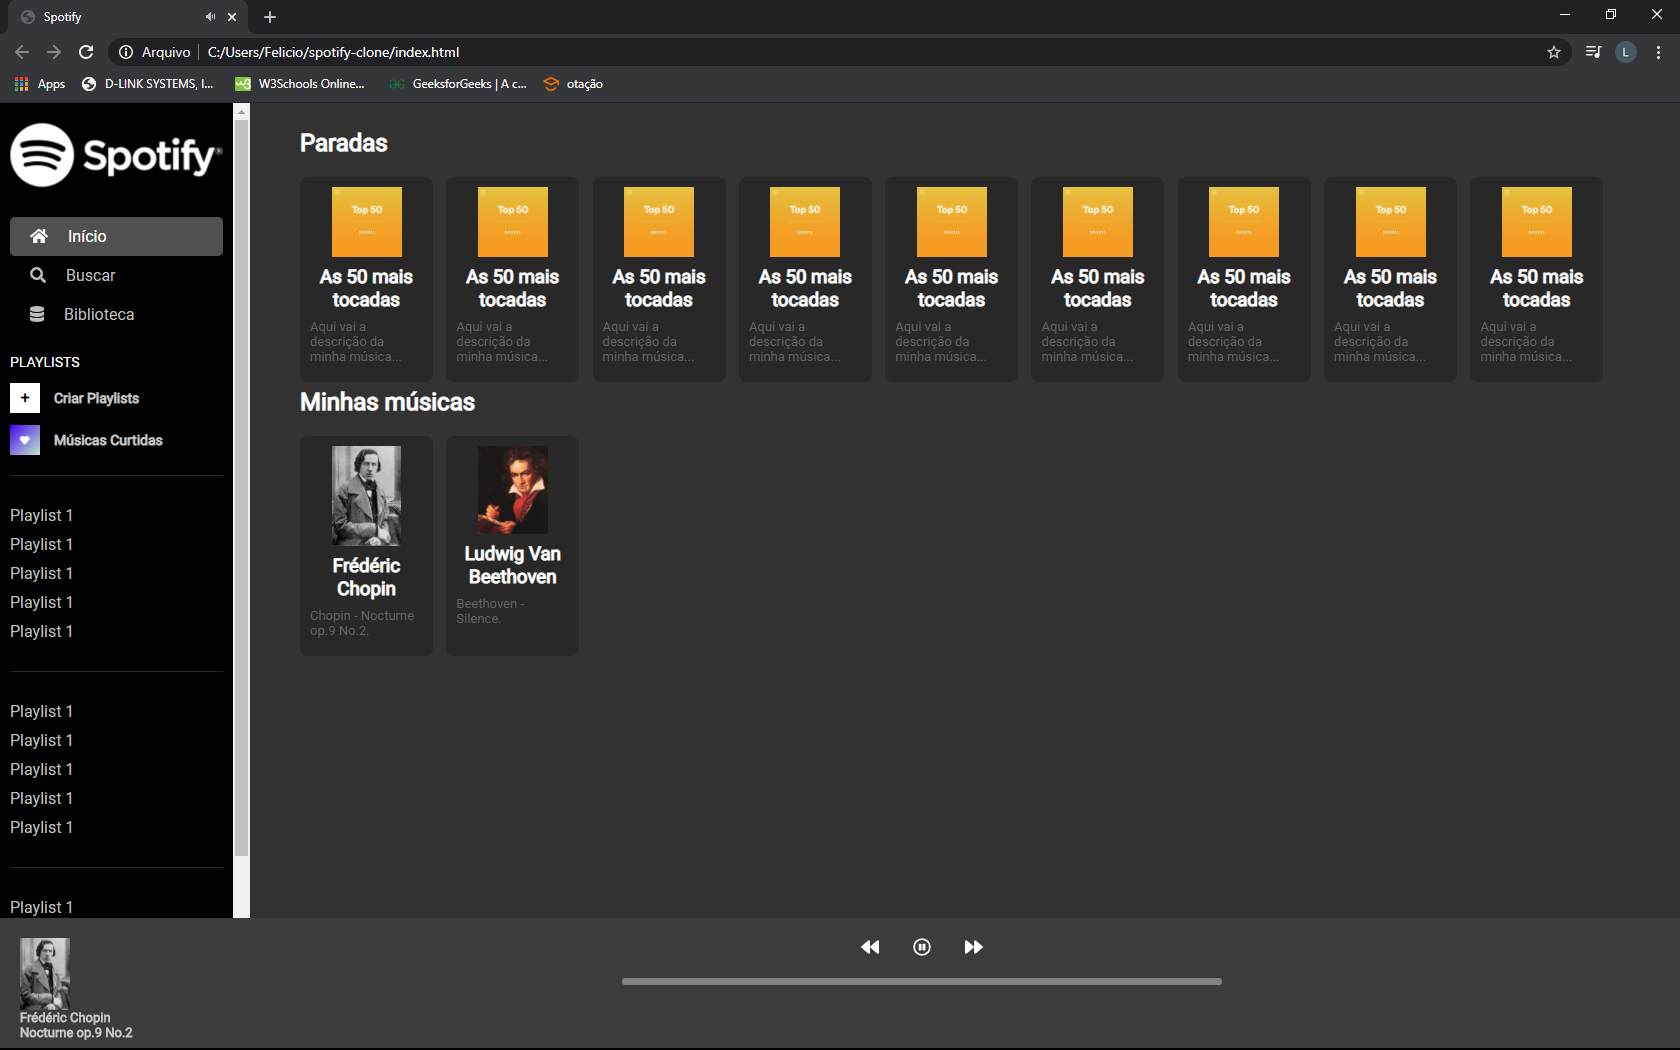 Spotify
Arquivo
C:/Users/Felicio/spotify-clone/index.html
L
Apps
D-LINK SYSTEMS, I...
W3Schools Online...
GeeksforGeeks | A c...
otação
Spotify
Início
Buscar
Biblioteca
PLAYLISTS
+ Criar Playlists
Músicas Curtidas
Playlist 1
Playlist 1
Playlist 1
Playlist 1
Playlist 1
Playlist 1
Playlist 1
Playlist 1
Playlist 1
Playlist 1
Playlist 1
Paradas
Top 50 Top 50 Top 50 Top 50 Top 50 Top 50 Top 50 Top 50 Top 50
BRAZIL BRAZIL BRAZIL BRAZIL BRAZIL BRAZIL BRAZIL BRAZIL BRAZIL
As 50 mais As 50 mais As 50 mais As 50 mais As 50 mais As 50 mais As 50 mais As 50 mais As 50 mais
tocadas tocadas tocadas tocadas tocadas tocadas tocadas tocadas tocadas
Aqui vai a Aqui vai a Aqui vai a Aqui vai a Aqui vai a Aqui vai a Aqui vai a Aqui vai a Aqui vai a
descrição da descrição da descrição da descrição da descrição da descrição da descrição da descrição da descrição da
minha música... minha música... minha música... minha música... minha música... minha música... minha música... minha música... minha música...
Minhas músicas
Frédéric
Chopin
Chopin - Nocturne
op.9 No.2.
Ludwig Van
Beethoven
Beethoven -
Silence.
Frédéric Chopin
Nocturne op.9 No.2